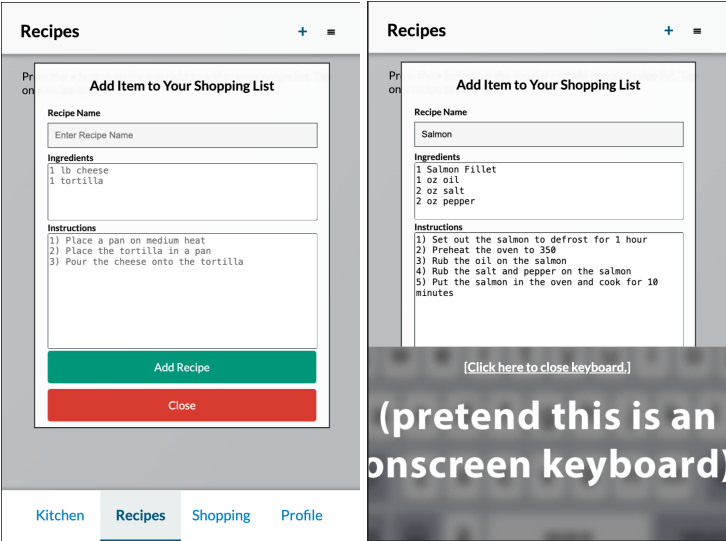 Recipes
+
Add Item to Your Shopping List
Recipe Name
Enter Recipe Name
Ingredients
1 lb cheese
1 tortilla
Instructions
1) Place a pan on medium heat
2) Place the tortilla in a pan
3) Pour the cheese onto the tortilla
Add Recipe
Close
Kitchen Recipes Shopping Profile
Recipes
+
Add Item to Your Shopping List
Recipe Name
Salmon
Ingredients
1 Salmon Fillet
1 oz oil
2 oz salt
2 oz pepper
Instructions
1) Set out the salmon to defrost for 1 hour
2) Preheat the oven to 350
3) Rub the oil on the salmon
4) Rub the salt and pepper on the salmon
5) Put the salmon in the oven and cook for 10
minutes
[Click here to close keyboard.]
(pretend this is an
onscreen keyboard)